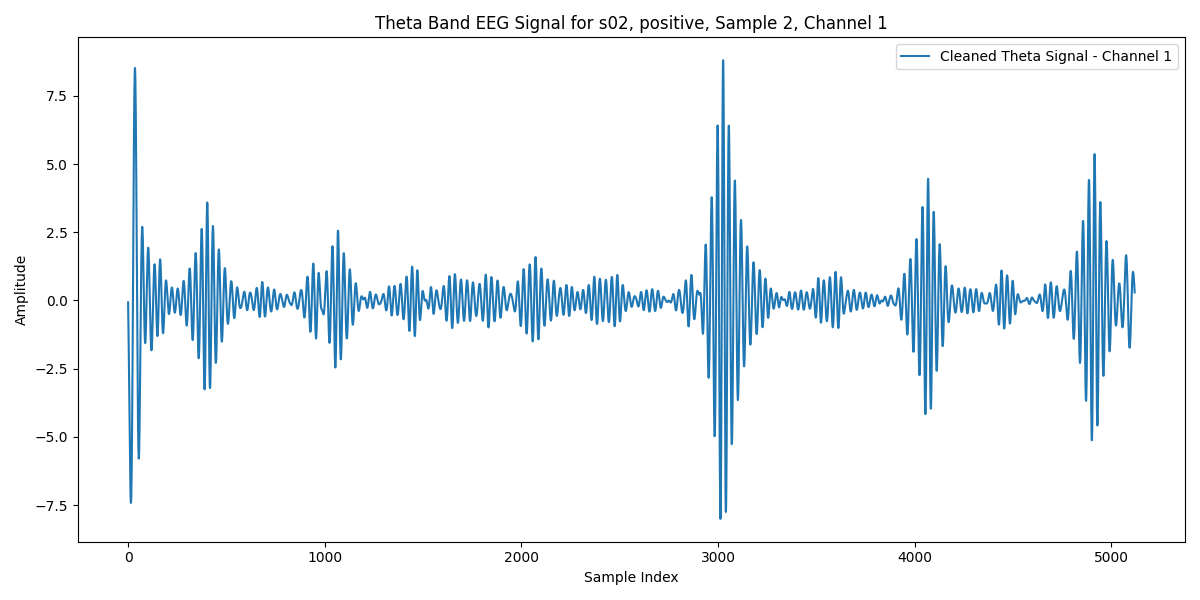 Theta Band EEG Signal for s02, positive, Sample 2, Channel 1
Cleaned Theta Signal - Channel 1
Amplitude
7.5
5.0
2.5
0.0
−2.5
−5.0
−7.5
0 1000 2000 3000 4000 5000
Sample Index